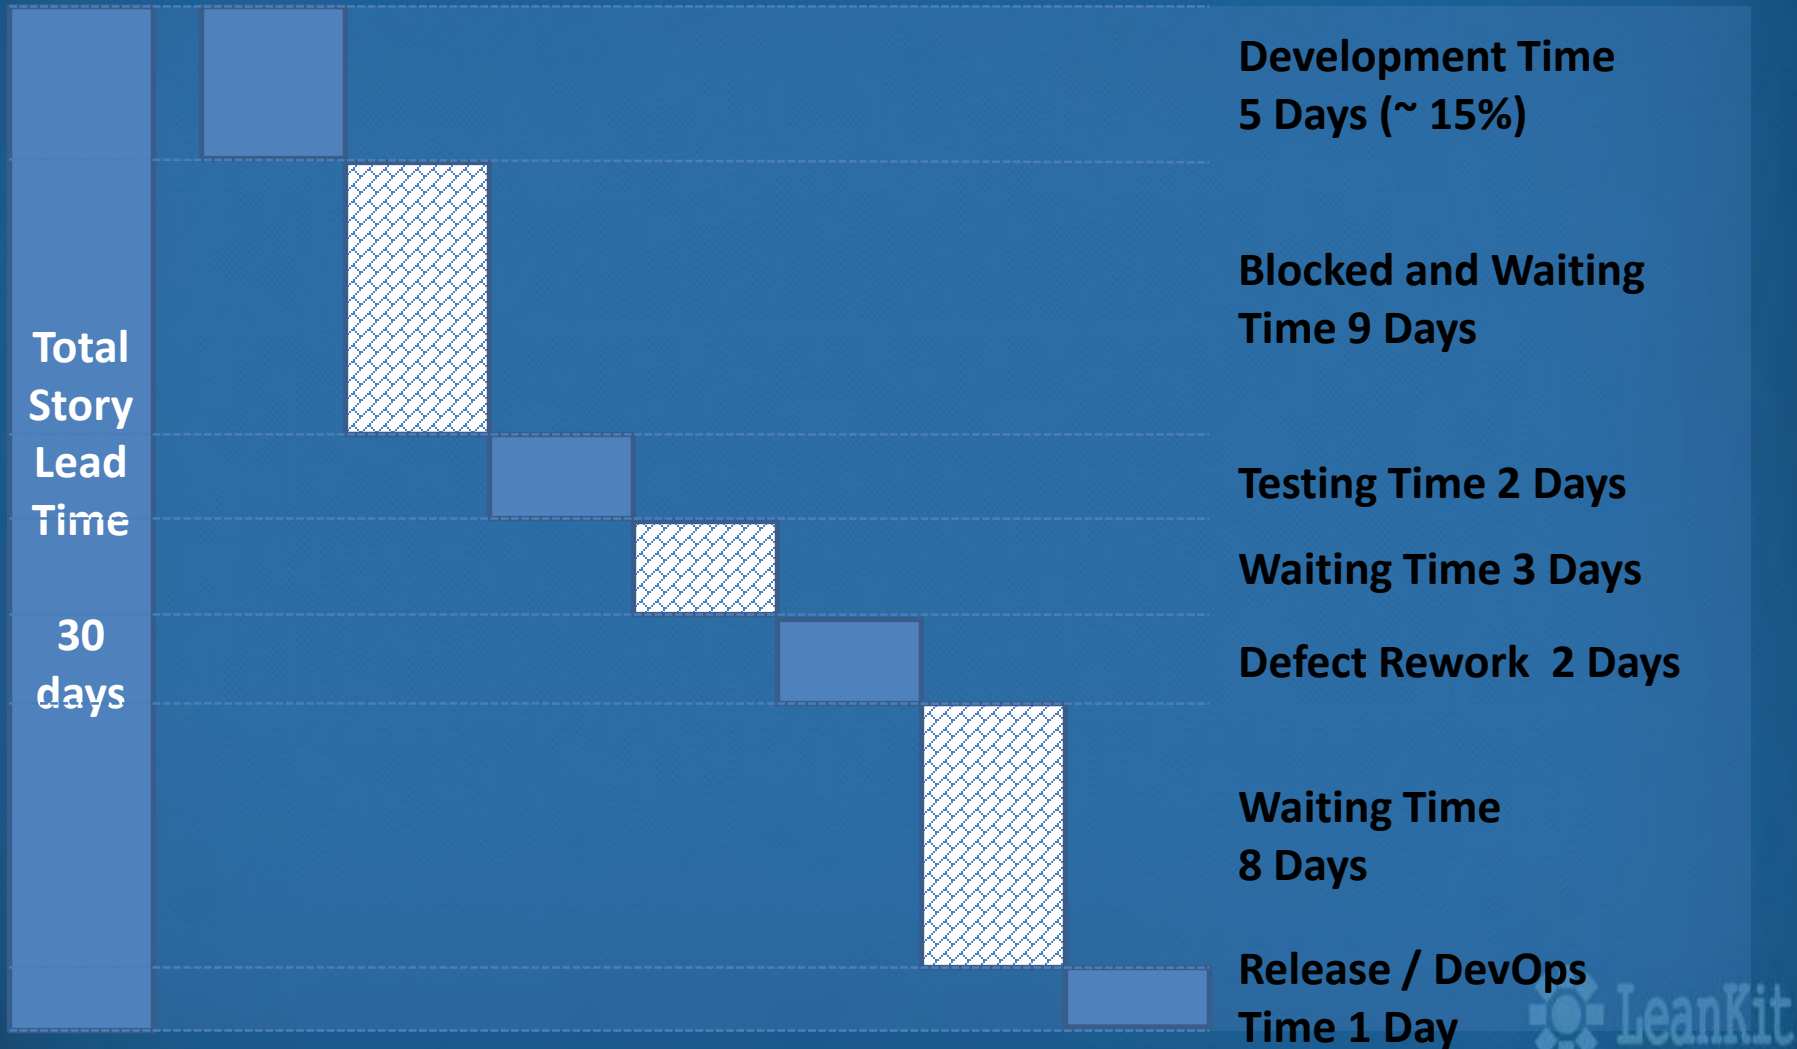 Total
Story
Lead
Time
30
days
Development Time
5 Days (~ 15%)
Blocked and Waiting
Time 9 Days
Testing Time 2 Days
Waiting Time 3 Days
Defect Rework  2 Days
Waiting Time
8 Days
Release / DevOps
Time 1 Day
LeanKit